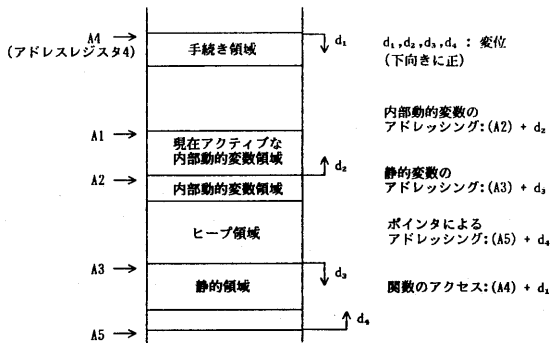 A4
(アドレスレジスタ4)
手続き領域
d₁
d₁,d₂,d₃,d₄ : 変位
(下向きに正)
A1
現在アクティブな
内部動的変数領域
内部動的変数の
アドレッシング:(A2) + d₂
A2
d₂
内部動的変数領域
静的変数の
アドレッシング:(A3) + d₃
ヒープ領域
ポインタによる
アドレッシング:(A5) + d₄
A3
d₃
静的領域
関数のアクセス:(A4) + d₁
A5
d₄